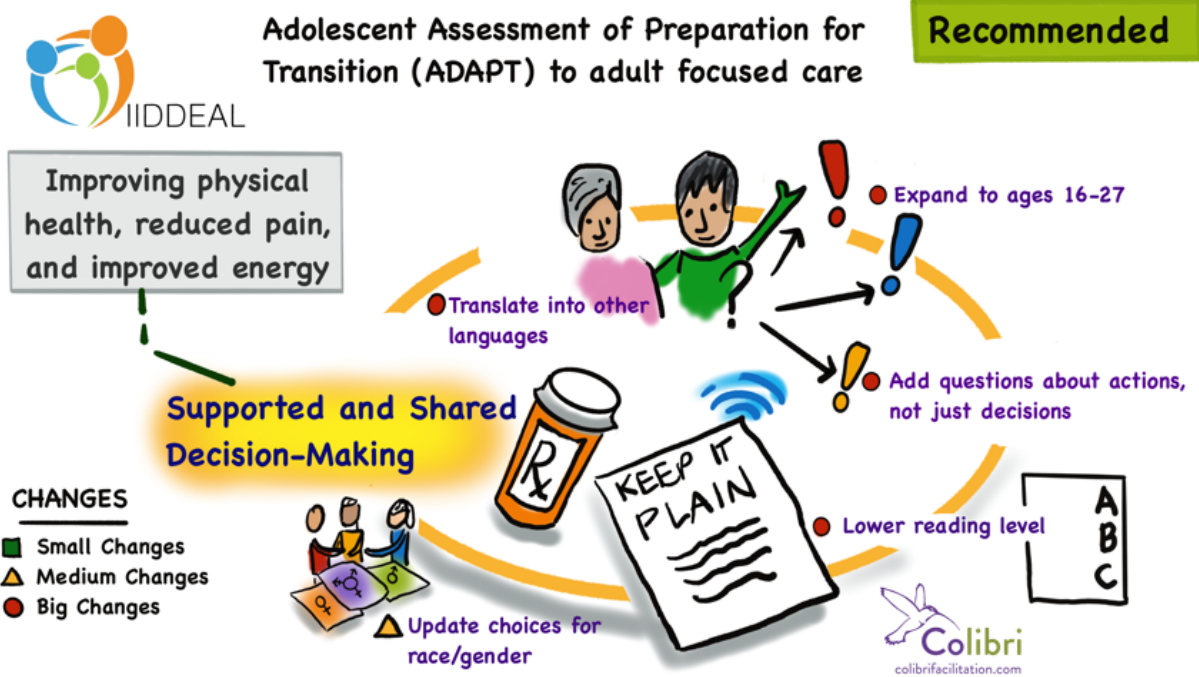 IIDDEAL
Adolescent Assessment of Preparation for
Transition (ADAPT) to adult focused care
Recommended
Improving physical
health, reduced pain,
and improved energy
Expand to ages 16-27
Translate into other
languages
?
Add questions about actions,
not just decisions
Supported and Shared
Decision-Making
Rx
KEEP IT
PLAIN
Lower reading level
A
B
C
CHANGES
Small Changes
Medium Changes
Big Changes
Update choices for
race/gender
Colibri
colibrifacilitation.com